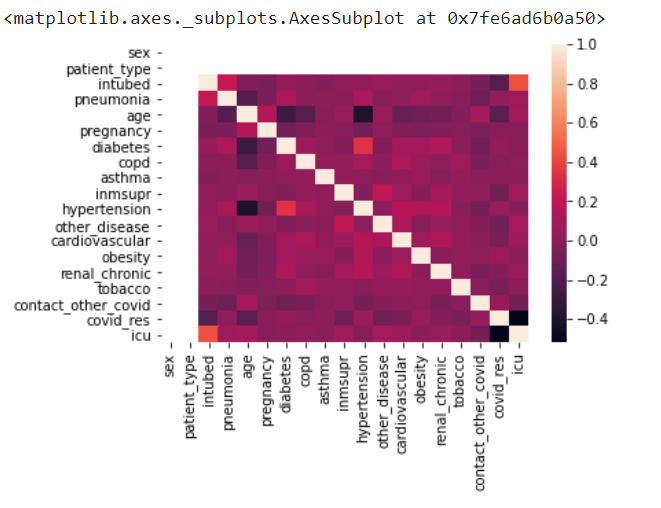 <matplotlib.axes._subplots.AxesSubplot at 0x7fe6ad6b0a50>
sex
patient_type
intubed
pneumonia
age
pregnancy
diabetes
copd
asthma
inmsupr
hypertension
other_disease
cardiovascular
obesity
renal_chronic
tobacco
contact_other_covid
covid_res
icu
1.0
0.8
0.6
0.4
0.2
0.0
−0.2
−0.4
sex
patient_type
intubed
pneumonia
age
pregnancy
diabetes
copd
asthma
inmsupr
hypertension
other_disease
cardiovascular
obesity
renal_chronic
tobacco
contact_other_covid
covid_res
icu